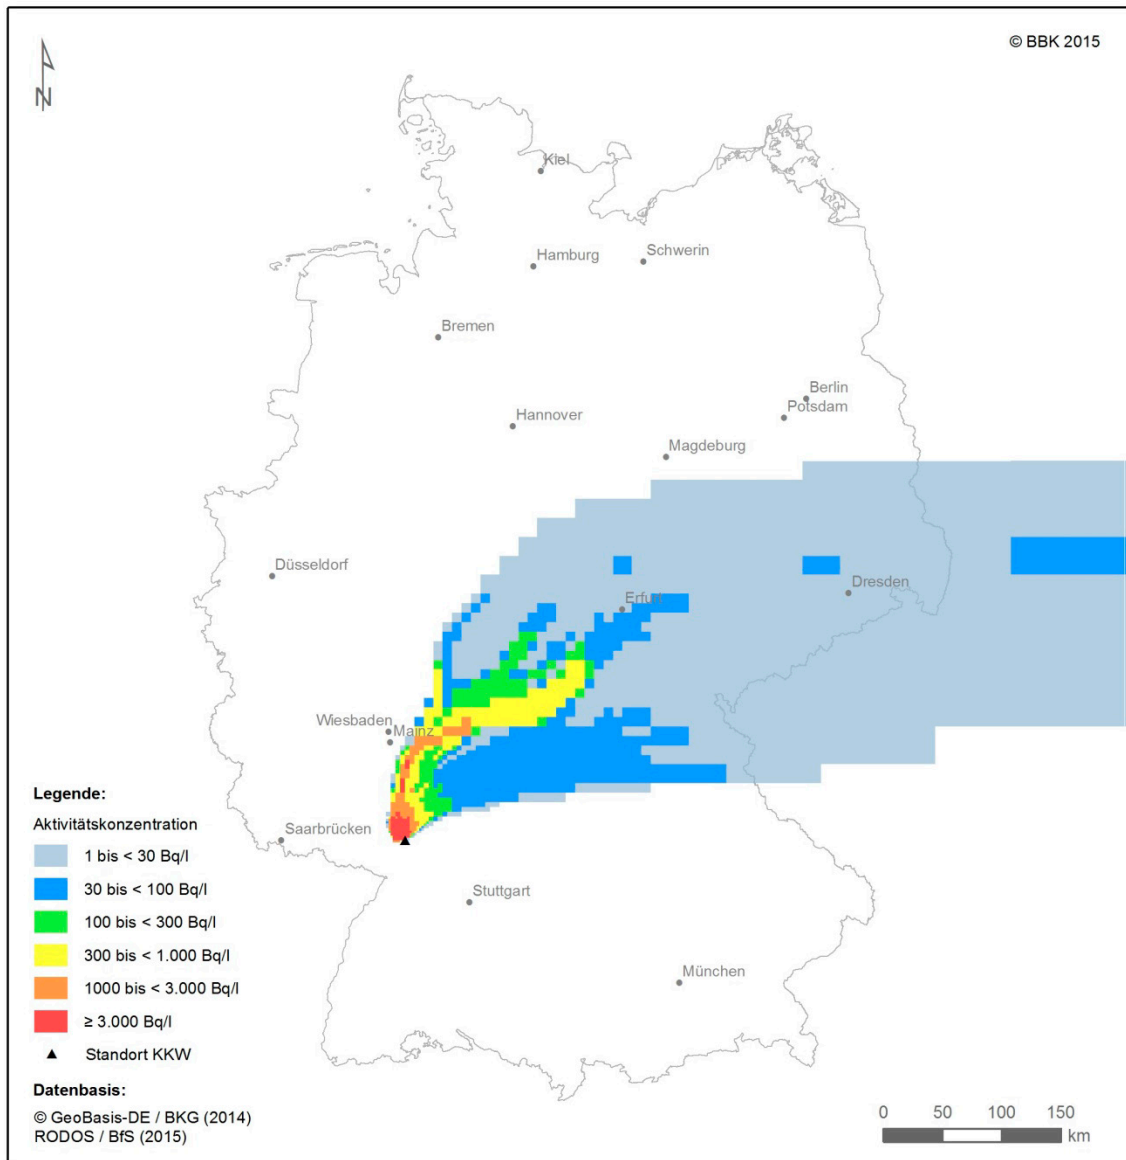 © BBK 2015
N
Kiel
Hamburg
Schwerin
Bremen
Berlin
Potsdam
Hannover
Magdeburg
Düsseldorf
Dresden
Erfurt
Wiesbaden
Mainz
Saarbrücken
Stuttgart
München
Legende:
Aktivitätskonzentration
1 bis < 30 Bq/l
30 bis < 100 Bq/l
100 bis < 300 Bq/l
300 bis < 1.000 Bq/l
1000 bis < 3.000 Bq/l
≥ 3.000 Bq/l
Standort KKW
Datenbasis:
© GeoBasis-DE / BKG (2014)
RODOS / BfS (2015)
0 50 100 150
km